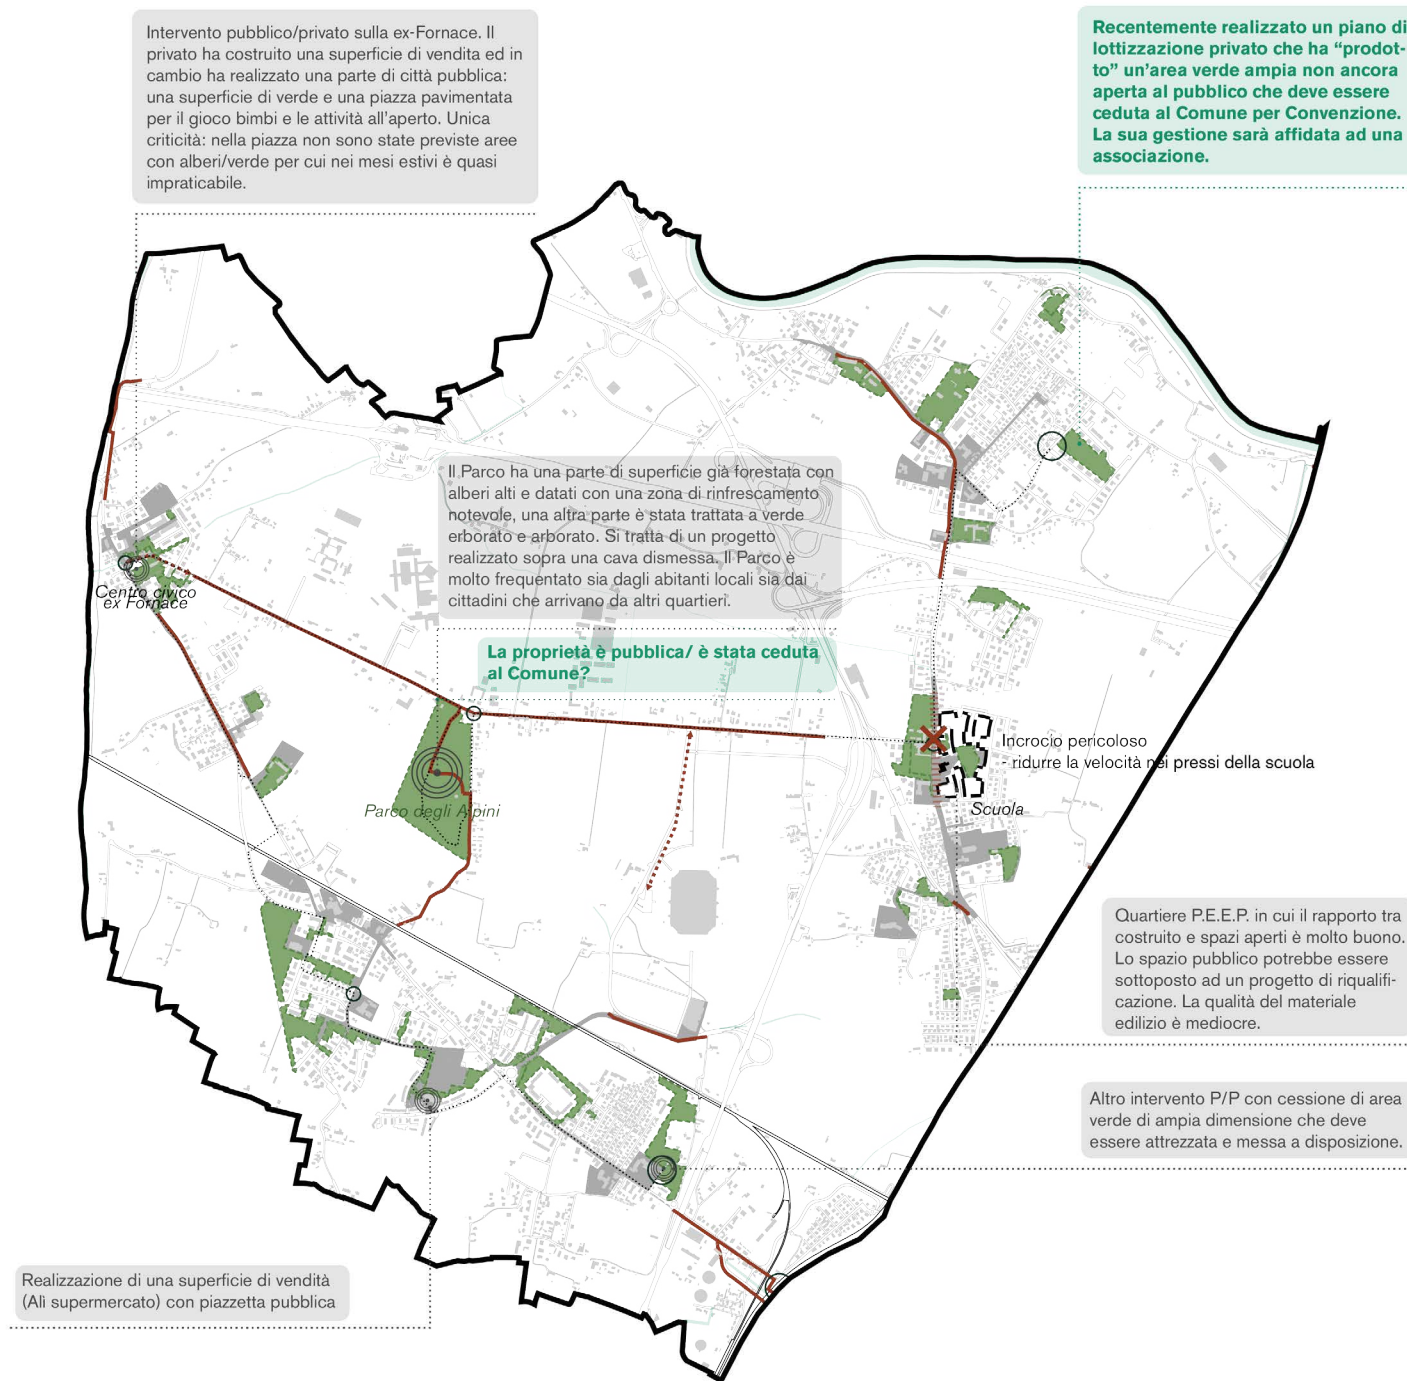 Intervento pubblico/privato sulla ex-Fornace. Il
privato ha costruito una superficie di vendita ed in
cambio ha realizzato una parte di città pubblica:
una superficie di verde e una piazza pavimentata
per il gioco bimbi e le attività all'aperto. Unica
criticità: nella piazza non sono state previste aree
con alberi/verde per cui nei mesi estivi è quasi
impraticabile.
Recentemente realizzato un piano di
lottizzazione privato che ha "prodot-
to" un'area verde ampia non ancora
aperta al pubblico che deve essere
ceduta al Comune per Convenzione.
La sua gestione sarà affidata ad una
associazione.
Il Parco ha una parte di superficie già forestata con
alberi alti e datati con una zona di rinfrescamento
notevole, una altra parte è stata trattata a verde
erborato e arborato. Si tratta di un progetto
realizzato sopra una cava dismessa. Il Parco è
molto frequentato sia dagli abitanti locali sia dai
cittadini che arrivano da altri quartieri.
Centro civico
ex Fornace
La proprietà è pubblica/ è stata ceduta
al Comune?
Incrocio pericoloso
- ridurre la velocità nei pressi della scuola
Parco degli Alpini
Scuola
Quartiere P.E.E.P. in cui il rapporto tra
costruito e spazi aperti è molto buono.
Lo spazio pubblico potrebbe essere
sottoposto ad un progetto di riqualifi-
cazione. La qualità del materiale
edilizio è mediocre.
Altro intervento P/P con cessione di area
verde di ampia dimensione che deve
essere attrezzata e messa a disposizione.
Realizzazione di una superficie di vendità
(Alì supermercato) con piazzetta pubblica